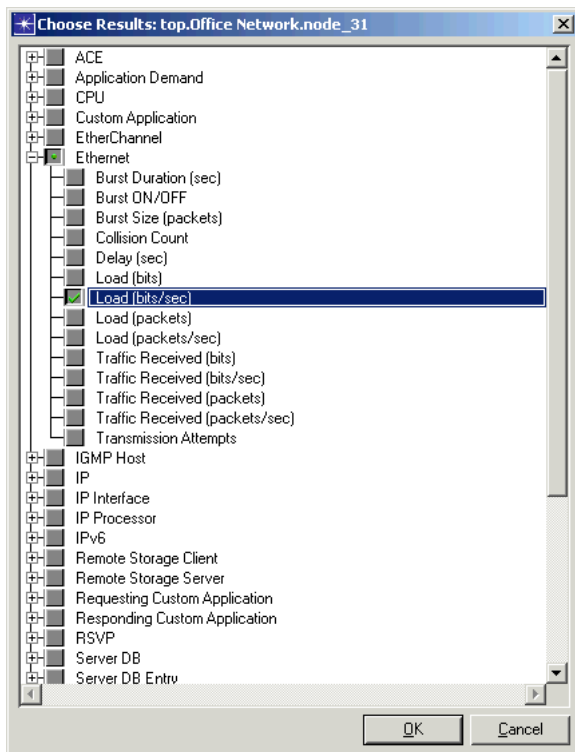 Choose Results: top.Office Network.node_31
ACE
Application Demand
CPU
Custom Application
EtherChannel
Ethernet
Burst Duration (sec)
Burst ON/OFF
Burst Size (packets)
Collision Count
Delay (sec)
Load (bits)
Load (bits/sec)
Load (packets)
Load (packets/sec)
Traffic Received (bits)
Traffic Received (bits/sec)
Traffic Received (packets)
Traffic Received (packets/sec)
Transmission Attempts
IGMP Host
IP
IP Interface
IP Processor
IPv6
Remote Storage Client
Remote Storage Server
Requesting Custom Application
Responding Custom Application
RSVP
Server DB
Server DB Entry
OK Cancel